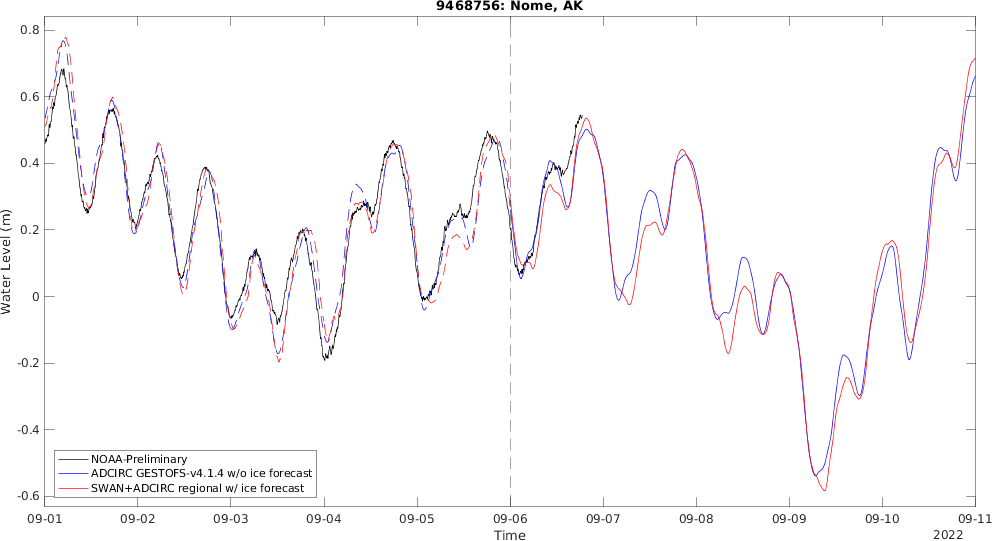 9468756: Nome, AK
0.8
0.6
0.4
0.2
0
-0.2
-0.4
-0.6
Water Level (m)
NOAA-Preliminary
ADCIRC GESTOFS-v4.1.4 w/o ice forecast
SWAN+ADCIRC regional w/ ice forecast
09-01 09-02 09-03 09-04 09-05 09-06 09-07 09-08 09-09 09-10 09-11
Time
2022